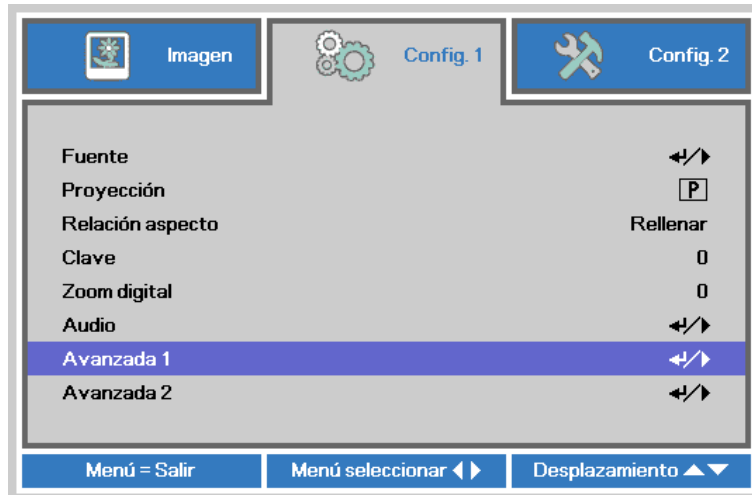 Imagen
Config. 1
Config. 2
Fuente
Proyección P
Relación aspecto Rellenar
Clave 0
Zoom digital 0
Audio
Avanzada 1
Avanzada 2
Menú = Salir
Menú seleccionar
Desplazamiento